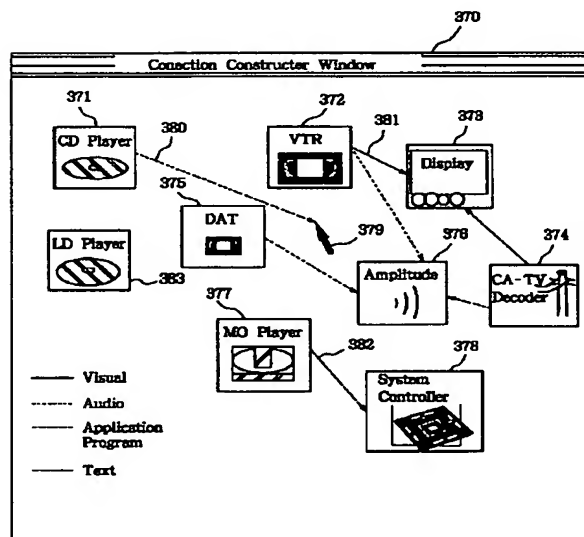 370
Conection Constructer Window
371
CD Player
380
372
VTR
381
373
Display
375
DAT
379
376
Amplitude
374
CA-TV
Decoder
LD Player
383
377
MO Player
382
378
System
Controller
Visual
Audio
Application
Program
Text